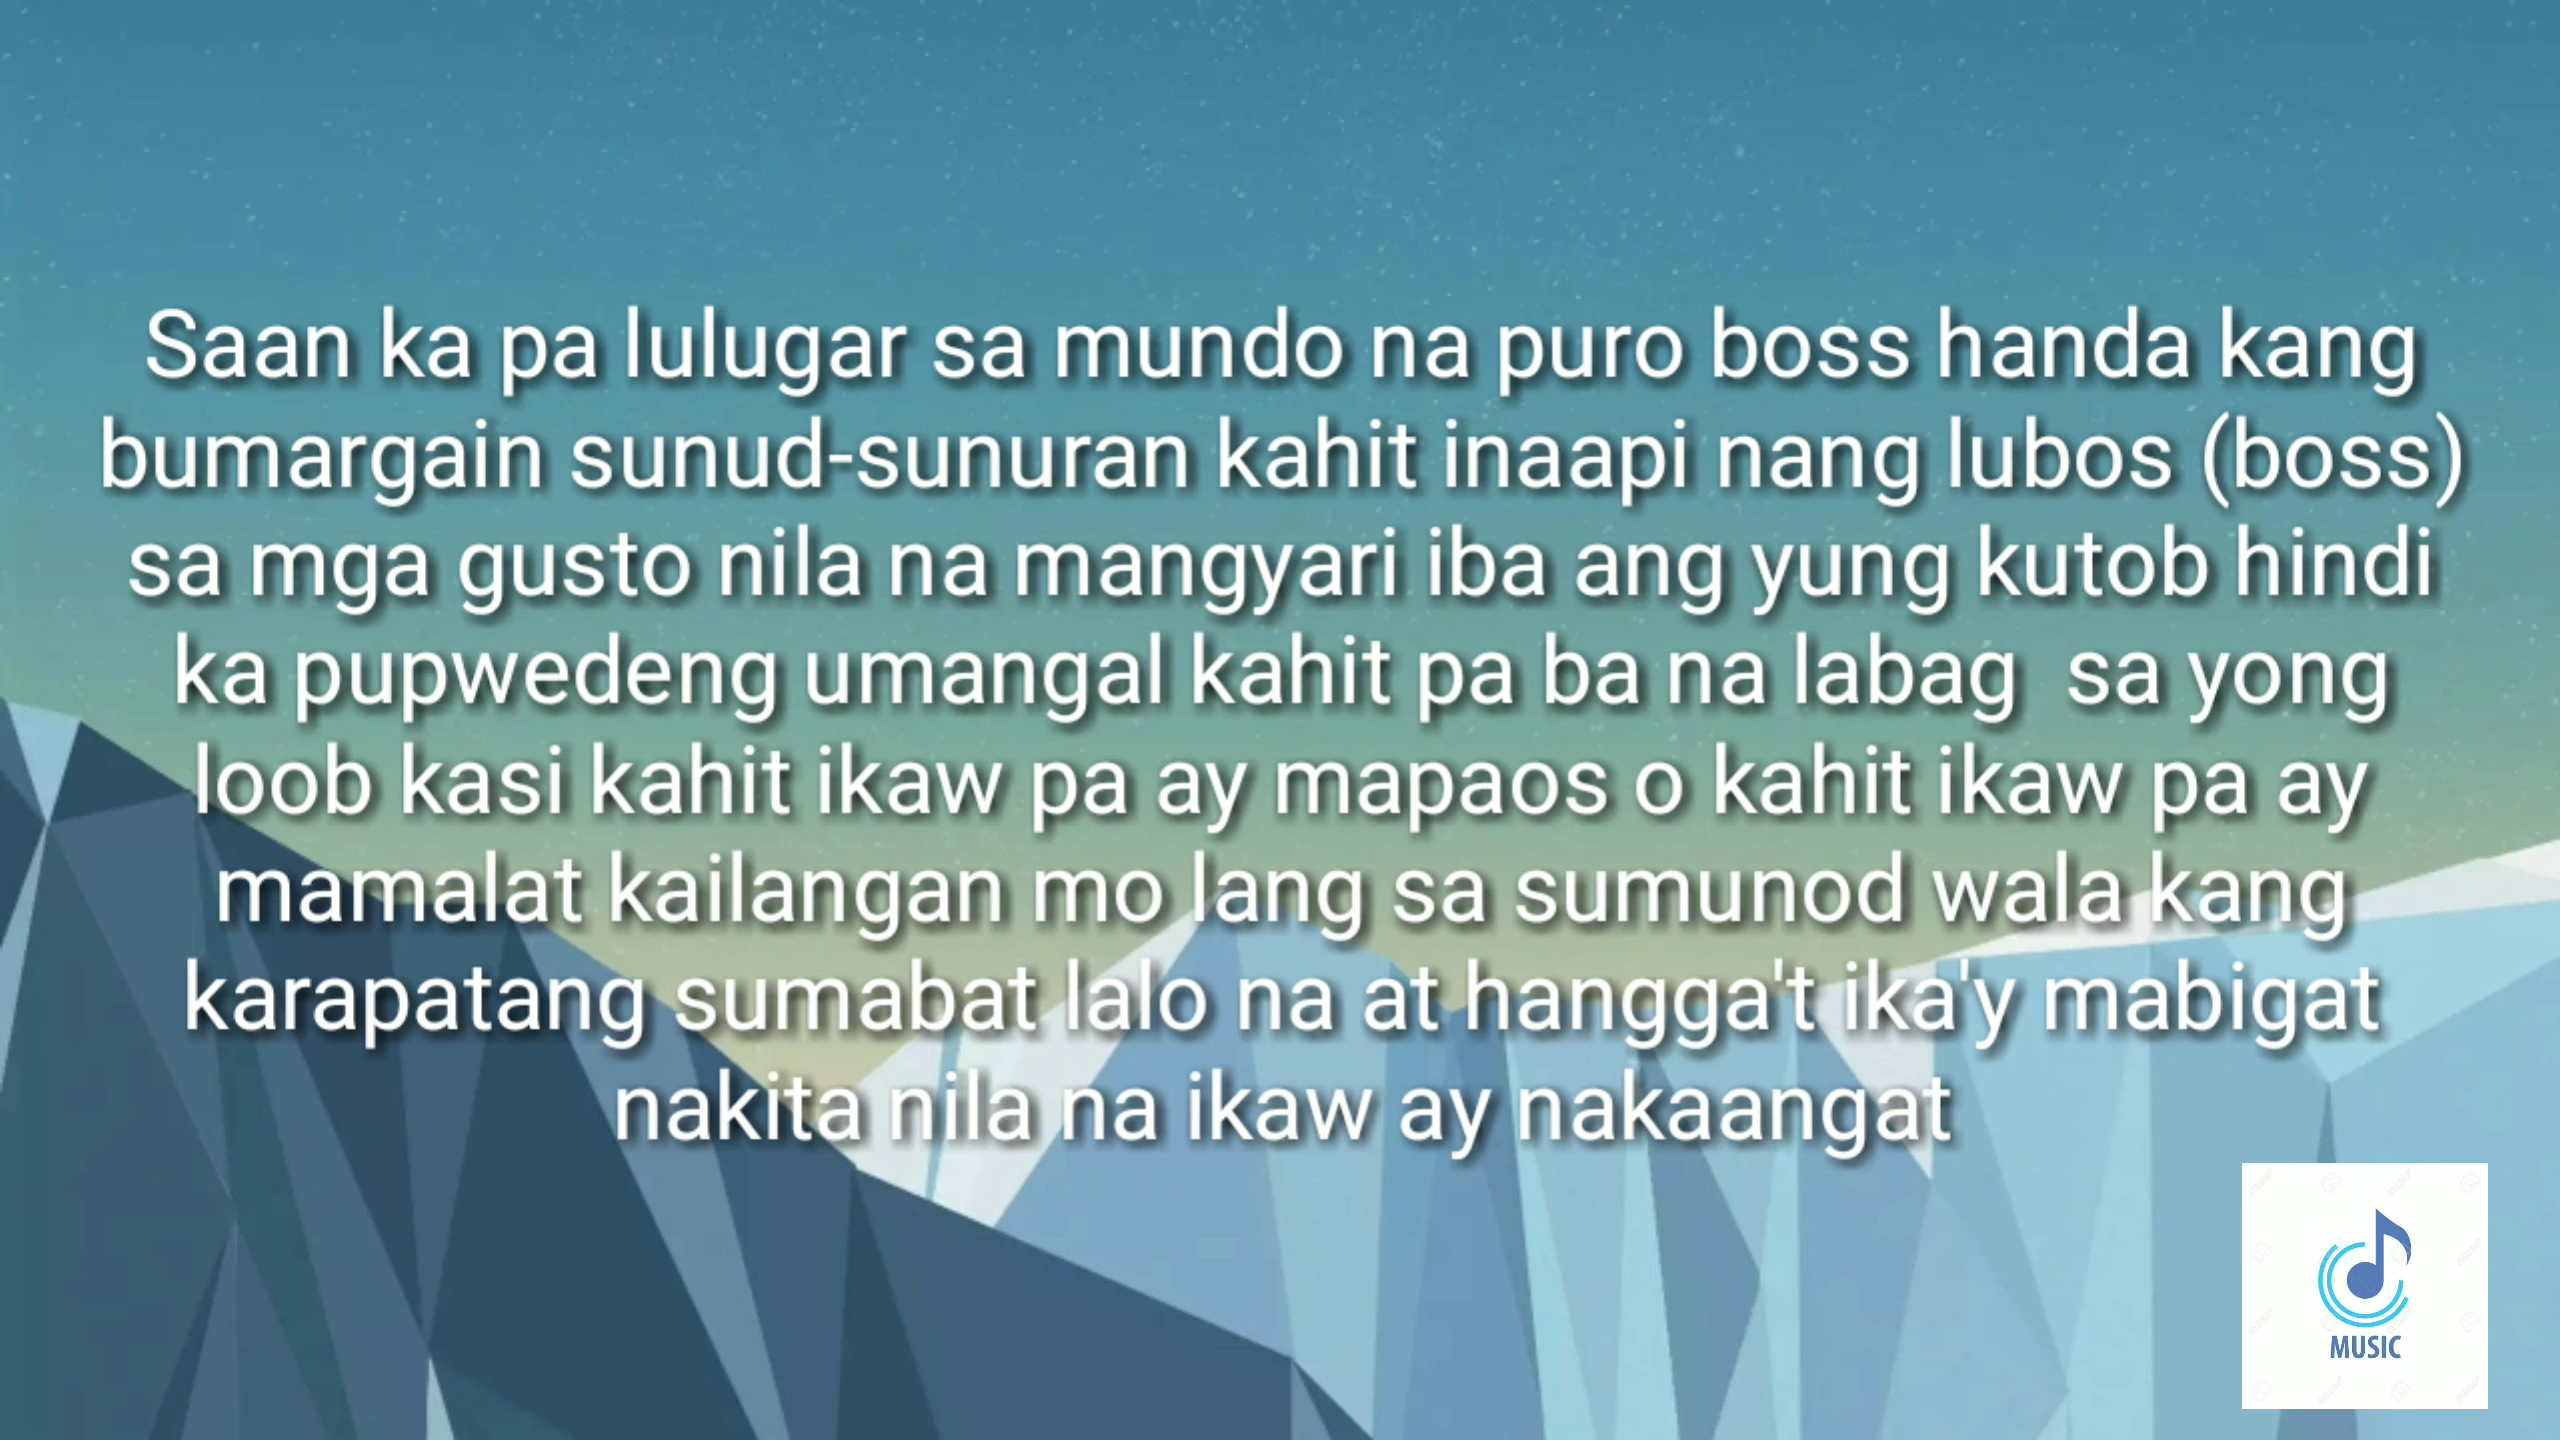 Saan ka pa lulugar sa mundo na puro boss handa kang
bumargain sunud-sunuran kahit inaapi nang lubos (boss)
sa mga gusto nila na mangyari iba ang yung kutob hindi
ka pupwedeng umangal kahit pa ba na labag  sa yong
loob kasi kahit ikaw pa ay mapaos o kahit ikaw pa ay
mamalat kailangan mo lang sa sumunod wala kang
karapatang sumabat lalo na at hangga't ika'y mabigat
nakita nila na ikaw ay nakaangat
MUSIC